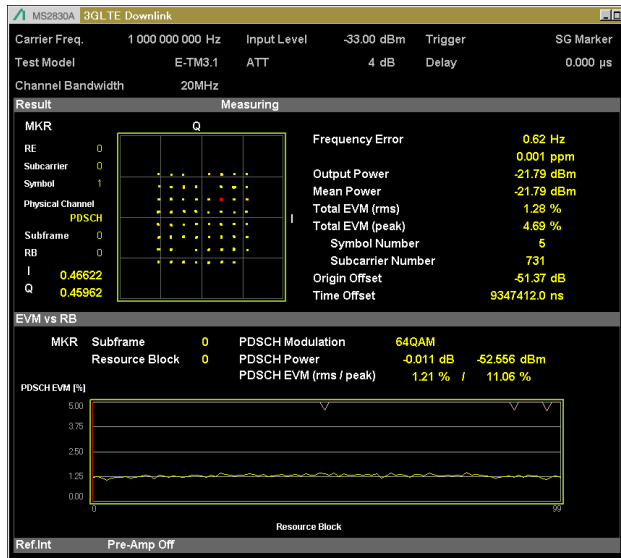 MS2830A 3GLTE Downlink
Carrier Freq. 1 000 000 000 Hz Input Level -33.00 dBm Trigger SG Marker
Test Model E-TM3.1 ATT 4 dB Delay 0.000 µs
Channel Bandwidth 20MHz
Result Measuring
MKR Q
RE 0
Subcarrier 0
Symbol 1
Physical Channel
PDSCH
Subframe 0
RB 0
I 0.46622
Q 0.45962
I
Frequency Error 0.62 Hz
0.001 ppm
Output Power -21.79 dBm
Mean Power -21.79 dBm
Total EVM (rms) 1.28 %
Total EVM (peak) 4.69 %
Symbol Number 5
Subcarrier Number 731
Origin Offset -51.37 dB
Time Offset 9347412.0 ns
EVM vs RB
MKR Subframe 0 PDSCH Modulation 64QAM
Resource Block 0 PDSCH Power -0.011 dB -52.556 dBm
PDSCH EVM (rms / peak) 1.21 % / 11.06 %
PDSCH EVM [%]
5.00
3.75
2.50
1.25
0.00
0 99
Resource Block
Ref.Int Pre-Amp Off